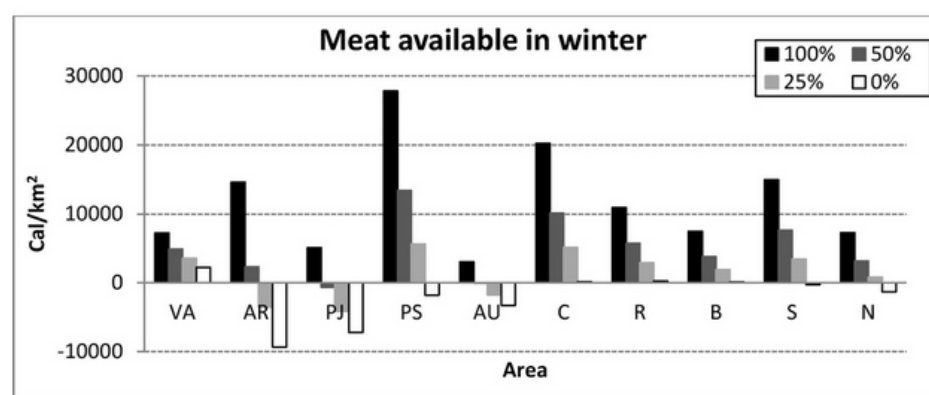 Meat available in winter
100% 50%
25% 0%
30000
20000
10000
0
-10000
Cal/km²
VA AR PJ PS AU C R B S N
Area